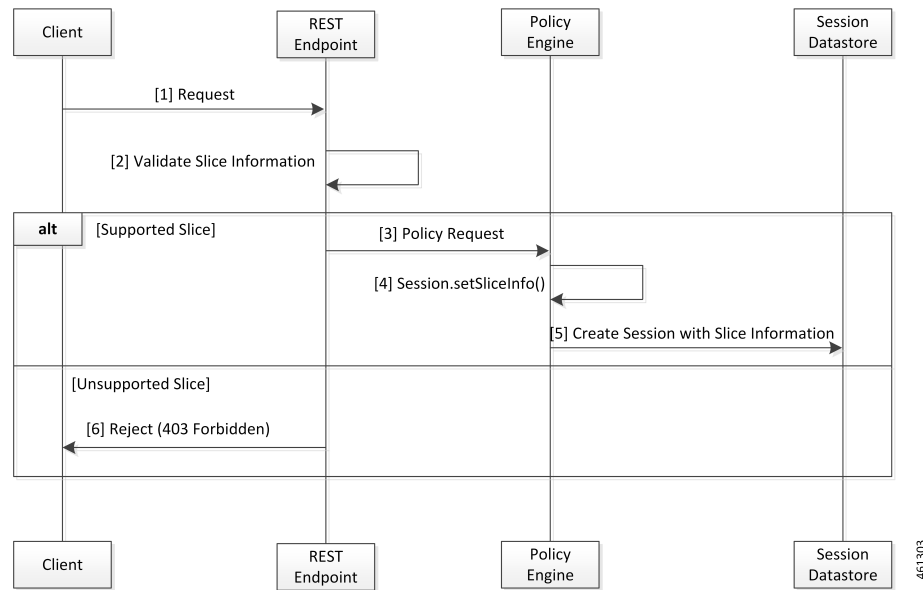 Client
REST
Endpoint
Policy
Engine
Session
Datastore
[1] Request
[2] Validate Slice Information
alt
[Supported Slice]
[3] Policy Request
[4] Session.setSliceInfo()
[5] Create Session with Slice Information
[Unsupported Slice]
[6] Reject (403 Forbidden)
Client
REST
Endpoint
Policy
Engine
Session
Datastore
461303